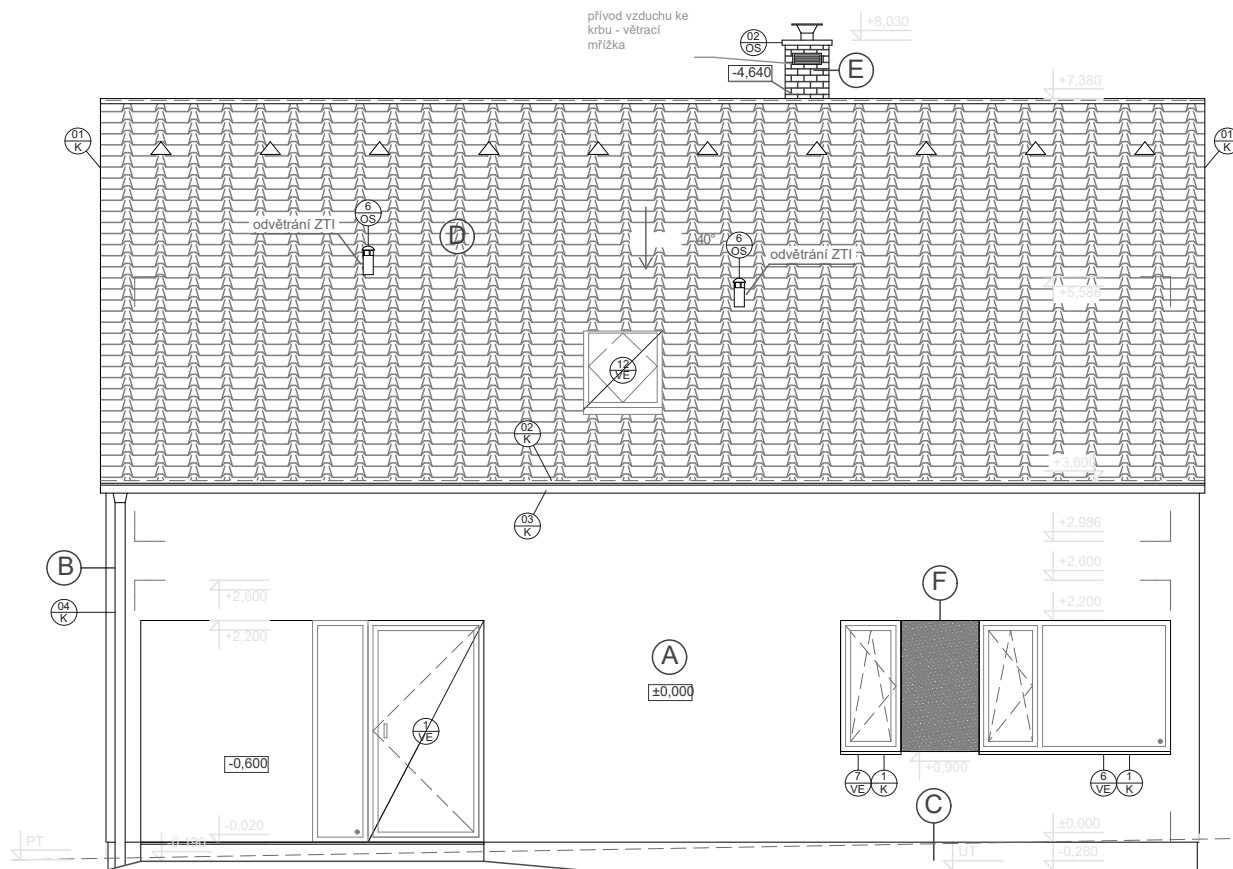 přívod vzduchu ke
krbu - větrací
mřížka
+8,030
02
OS
E
-4,640
+7,380
01
K
01
K
6
OS
odvětrání ZTI
D
40°
6
OS
odvětrání ZTI
+5,586
12
VE
02
K
+3,600
03
K
+2,986
B
+2,600
F
+2,600
04
K
+2,200
+2,200
A
±0,000
1
VE
-0,600
+0,900
7
VE
1
K
6
VE
1
K
C
-0,020
±0,000
PT
-0,190
UT
-0,280